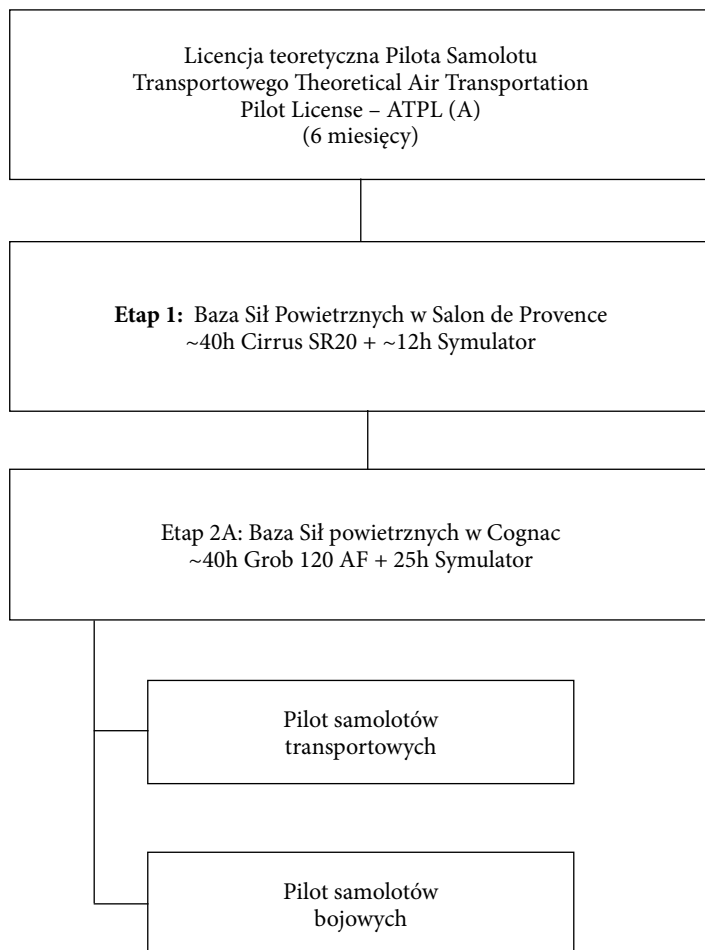 Licencja teoretyczna Pilota Samolotu
Transportowego Theoretical Air Transportation
Pilot License – ATPL (A)
(6 miesięcy)
Etap 1: Baza Sił Powietrznych w Salon de Provence
~40h Cirrus SR20 + ~12h Symulator
Etap 2A: Baza Sił powietrznych w Cognac
~40h Grob 120 AF + 25h Symulator
Pilot samolotów
transportowych
Pilot samolotów
bojowych